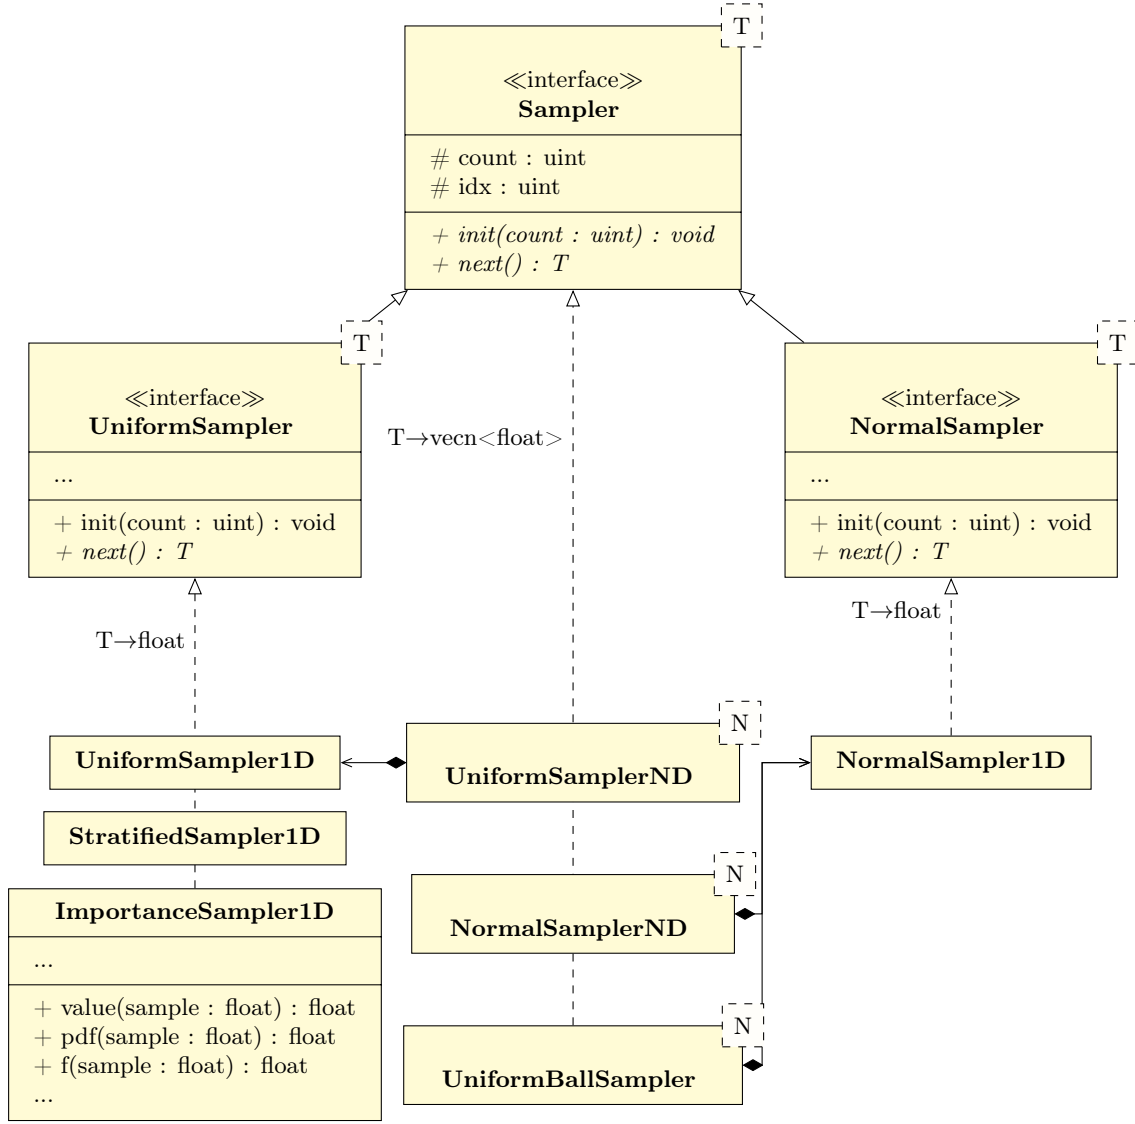 T
≪interface≫
Sampler
# count : uint
# idx : uint
+ init(count : uint) : void
+ next() : T
T
≪interface≫
UniformSampler
...
+ init(count : uint) : void
+ next() : T
T→vecn<float>
T
≪interface≫
NormalSampler
...
+ init(count : uint) : void
+ next() : T
T→float
T→float
UniformSampler1D
N
UniformSamplerND
NormalSampler1D
StratifiedSampler1D
N
NormalSamplerND
ImportanceSampler1D
...
+ value(sample : float) : float
+ pdf(sample : float) : float
+ f(sample : float) : float
...
N
UniformBallSampler